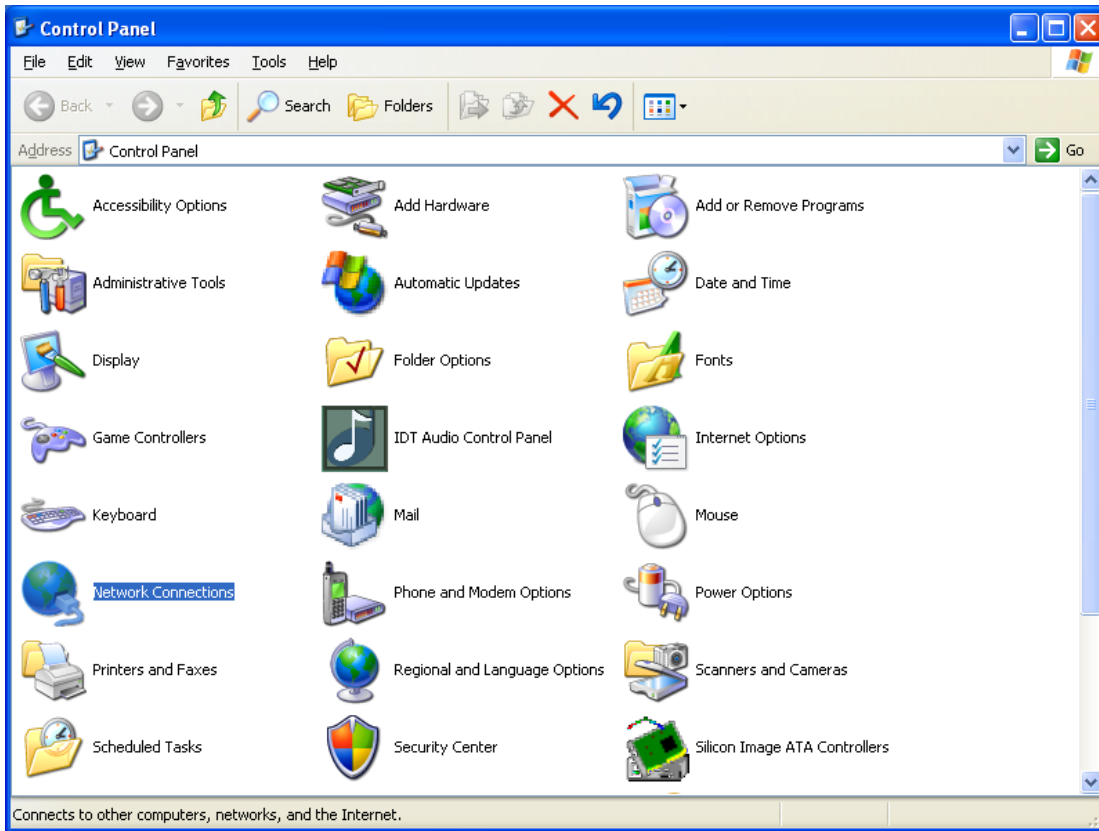 Control Panel
File Edit View Favorites Tools Help
Back Search Folders
Address Control Panel Go
Accessibility Options Add Hardware Add or Remove Programs
Administrative Tools Automatic Updates Date and Time
Display Folder Options Fonts
Game Controllers IDT Audio Control Panel Internet Options
Keyboard Mail Mouse
Network Connections Phone and Modem Options Power Options
Printers and Faxes Regional and Language Options Scanners and Cameras
Scheduled Tasks Security Center Silicon Image ATA Controllers
Connects to other computers, networks, and the Internet.